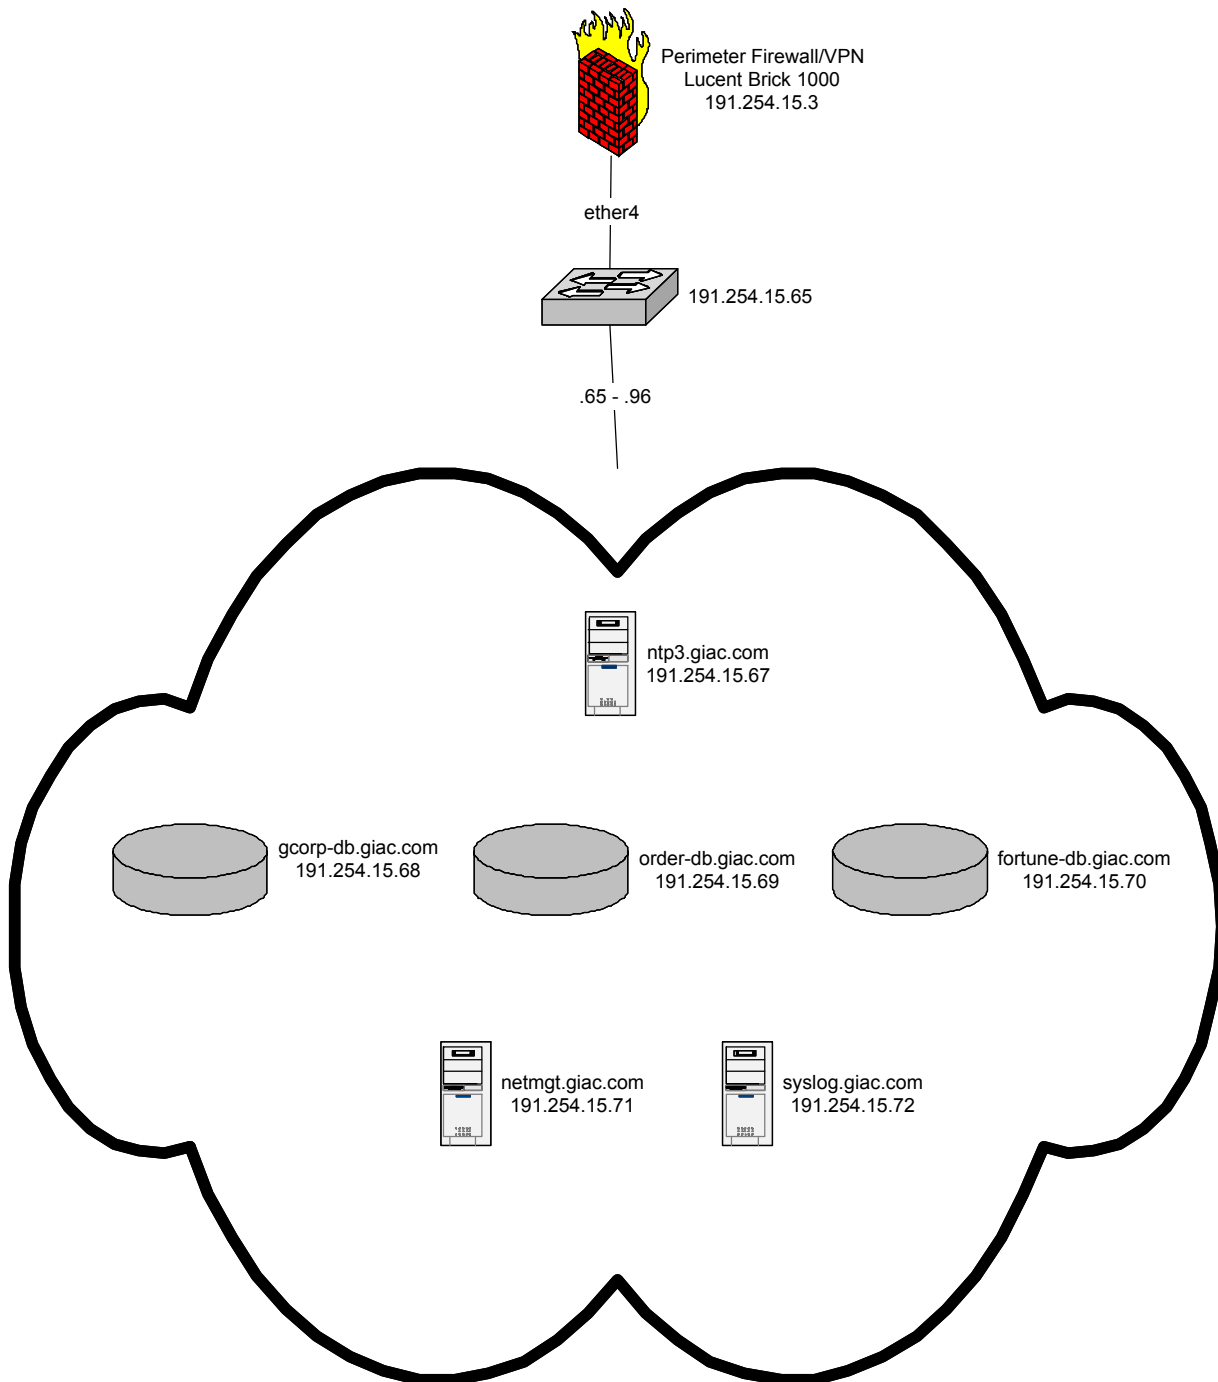 Perimeter Firewall/VPN
Lucent Brick 1000
191.254.15.3
ether4
191.254.15.65
.65 - .96
ntp3.giac.com
191.254.15.67
gcorp-db.giac.com
191.254.15.68
order-db.giac.com
191.254.15.69
fortune-db.giac.com
191.254.15.70
netmgt.giac.com
191.254.15.71
syslog.giac.com
191.254.15.72